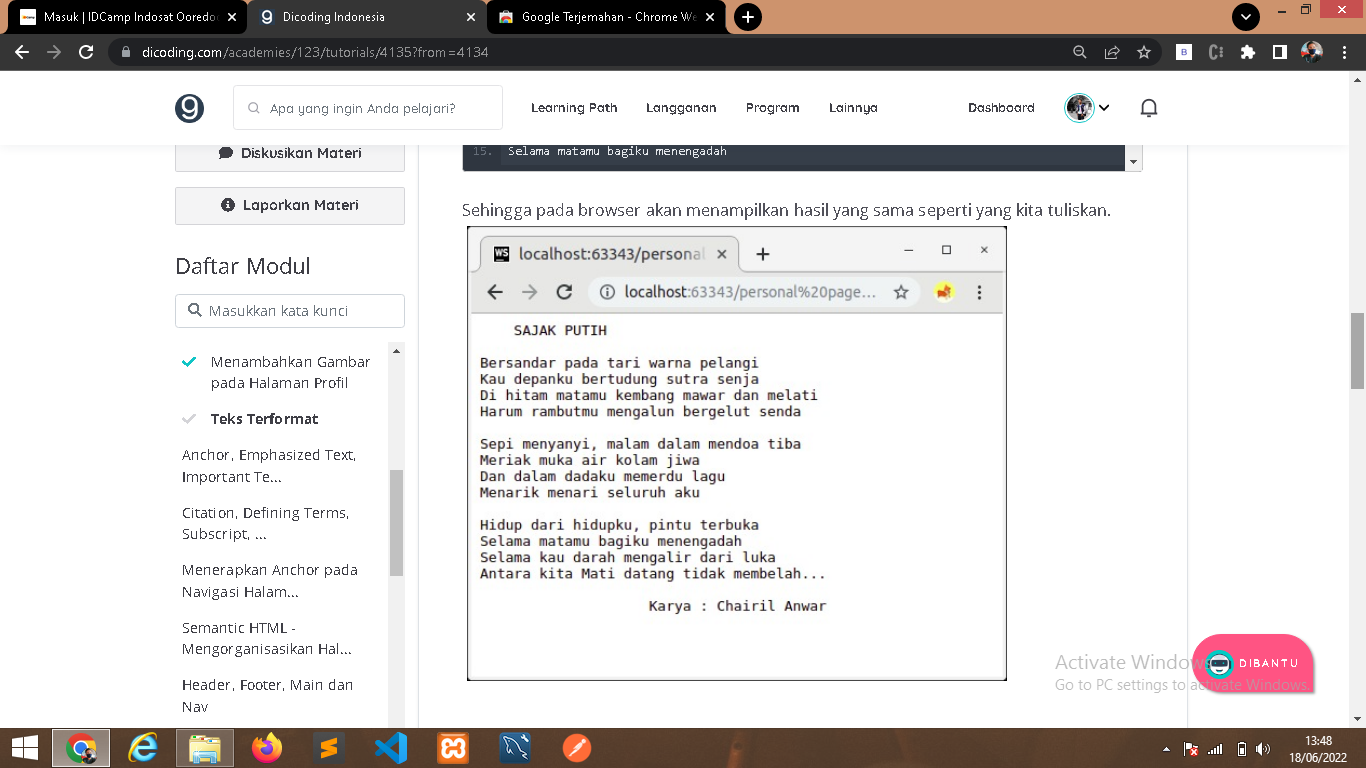 Masuk | IDCamp Indosat Ooredo
Dicoding Indonesia
Google Terjemahan - Chrome We
dicoding.com/academies/123/tutorials/4135?from=4134
Apa yang ingin Anda pelajari?
Learning Path
Langganan
Program
Lainnya
Dashboard
Diskusikan Materi
Laporkan Materi
Daftar Modul
Masukkan kata kunci
Menambahkan Gambar
pada Halaman Profil
Teks Terformat
Anchor, Emphasized Text,
Important Te...
Citation, Defining Terms,
Subscript, ...
Menerapkan Anchor pada
Navigasi Halam...
Semantic HTML -
Mengorganisasikan Hal...
Header, Footer, Main dan
Nav
15. Selama matamu bagiku menengadah
Sehingga pada browser akan menampilkan hasil yang sama seperti yang kita tuliskan.
WS localhost:63343/personal
localhost:63343/personal%20page...
SAJAK PUTIH
Bersandar pada tari warna pelangi
Kau depanku bertudung sutra senja
Di hitam matamu kembang mawar dan melati
Harum rambutmu mengalun bergelut senda
Sepi menyanyi, malam dalam mendoa tiba
Meriak muka air kolam jiwa
Dan dalam dadaku memerdu lagu
Menarik menari seluruh aku
Hidup dari hidupku, pintu terbuka
Selama matamu bagiku menengadah
Selama kau darah mengalir dari luka
Antara kita Mati datang tidak membelah...
Karya : Chairil Anwar
Activate Windows
Go to PC settings to activate Windows.
DIBANTU
13:48
18/06/2022